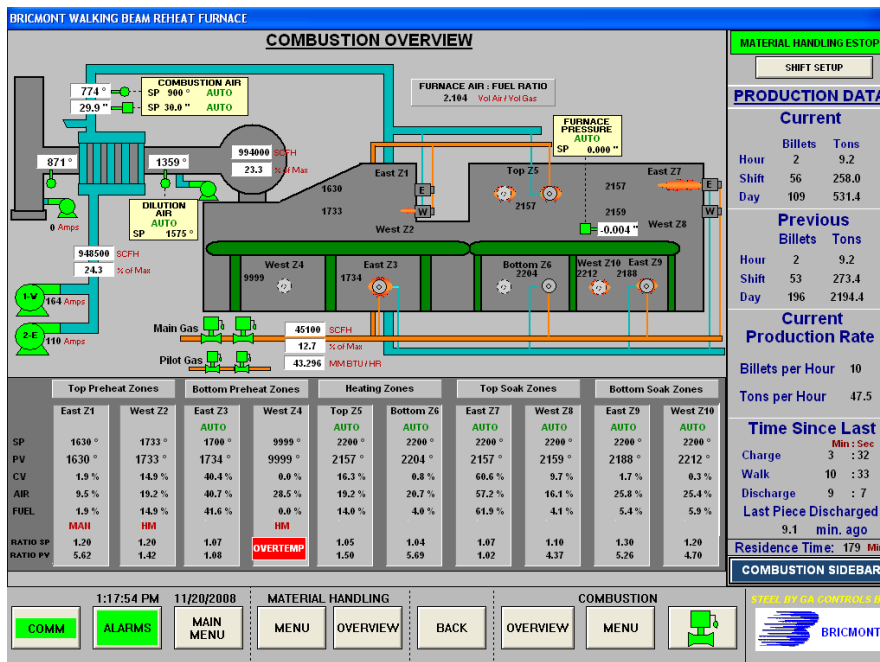 BRICMONT WALKING BEAM REHEAT FURNACE
COMBUSTION OVERVIEW
774 °
29.9 "
COMBUSTION AIR
SP 900 ° AUTO
SP 30.0 " AUTO
FURNACE AIR : FUEL RATIO
2.104 Vol Air / Vol Gas
FURNACE
PRESSURE
AUTO
SP 0.000 "
871 °
1359 °
994000 SCFH
23.3 % of Max
0 Amps
DILUTION
AIR
AUTO
SP 1575 °
948500 SCFH
24.3 % of Max
1-W
164 Amps
2-E
110 Amps
East Z1
1630
E
1733
W
West Z2
Top Z5
2157
East Z7
2157
E
2159
W
West Z8
-0.004 "
West Z4
9999
East Z3
1734
Bottom Z6
2204
West Z10
2212
East Z9
2188
Main Gas
45100 SCFH
12.7 % of Max
Pilot Gas
43.296 MM BTU / HR
Top Preheat Zones Bottom Preheat Zones Heating Zones Top Soak Zones Bottom Soak Zones
East Z1 West Z2 East Z3 West Z4 Top Z5 Bottom Z6 East Z7 West Z8 East Z9 West Z10
AUTO AUTO AUTO AUTO AUTO AUTO AUTO
SP 1630 ° 1733 ° 1700 ° 9999 ° 2200 ° 2200 ° 2200 ° 2200 ° 2200 ° 2200 °
PV 1630 ° 1733 ° 1734 ° 9999 ° 2157 ° 2204 ° 2157 ° 2159 ° 2188 ° 2212 °
CV 1.9 % 14.9 % 40.4 % 0.0 % 16.3 % 0.8 % 60.6 % 9.7 % 1.7 % 0.3 %
AIR 9.5 % 19.2 % 40.7 % 28.5 % 19.2 % 20.7 % 57.2 % 16.1 % 25.8 % 25.4 %
FUEL 1.9 % 14.9 % 41.6 % 0.0 % 14.0 % 4.0 % 61.9 % 4.1 % 5.4 % 5.9 %
MAN HM HM
RATIO SP 1.20 1.20 1.07 1.05 1.04 1.07 1.10 1.30 1.20
OVERTEMP
RATIO PV 5.62 1.42 1.08 1.50 5.69 1.02 4.37 5.26 4.70
MATERIAL HANDLING ESTOP
SHIFT SETUP
PRODUCTION DATA
Current
Billets Tons
Hour 2 9.2
Shift 56 258.0
Day 109 531.4
Previous
Billets Tons
Hour 2 9.2
Shift 53 273.4
Day 196 2194.4
Current
Production Rate
Billets per Hour 10
Tons per Hour 47.5
Time Since Last
Min : Sec
Charge 3 : 32
Walk 10 : 33
Discharge 9 : 7
Last Piece Discharged
9.1 min. ago
Residence Time: 179 Min
COMBUSTION SIDEBAR
1:17:54 PM 11/20/2008 MATERIAL HANDLING COMBUSTION
COMM ALARMS MAIN MENU MENU OVERVIEW BACK OVERVIEW MENU
STEEL BY GA CONTROLS B
BRICMONT